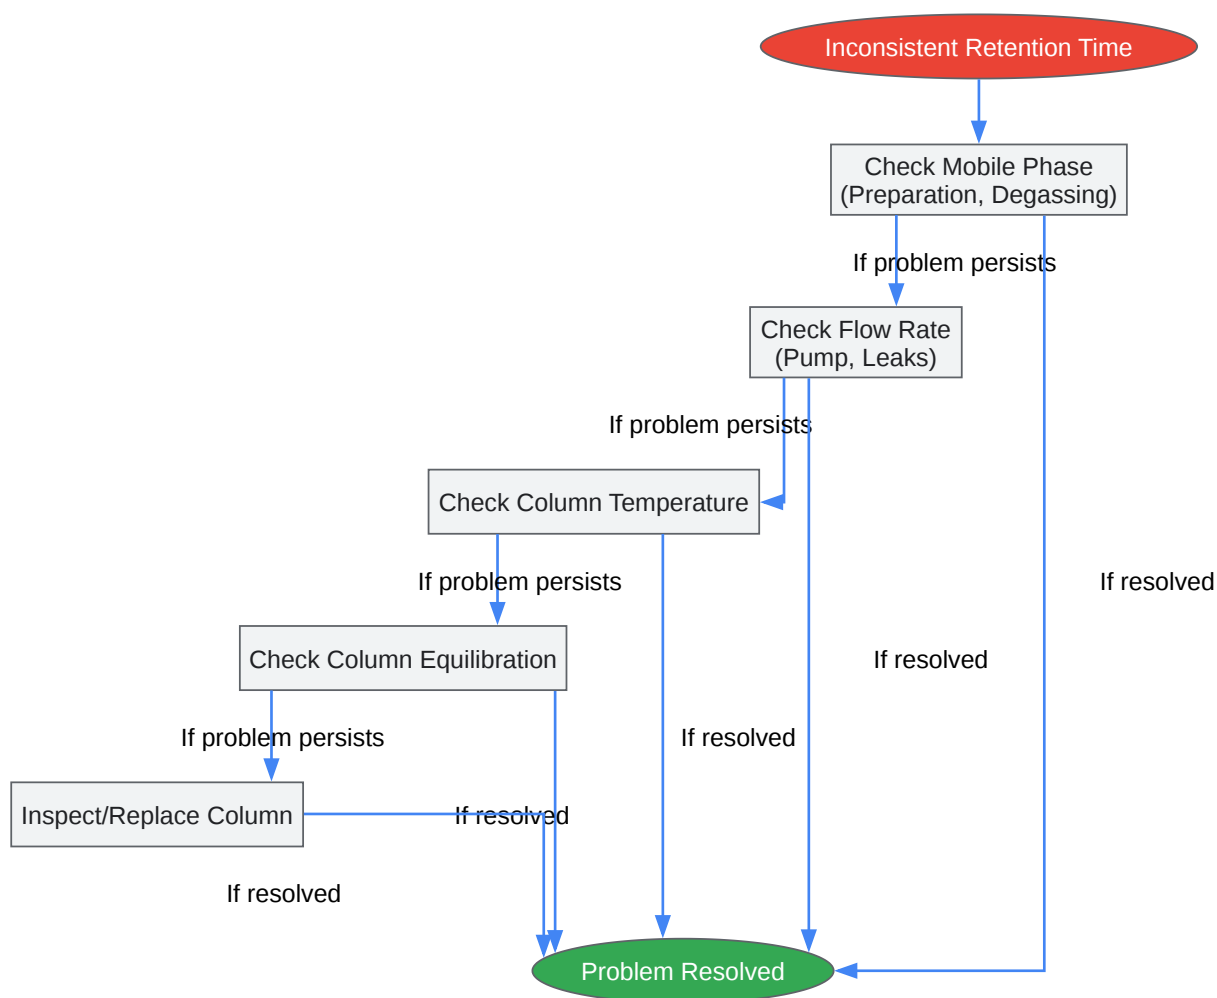 Inconsistent Retention Time
Check Mobile Phase
(Preparation, Degassing)
If problem persists
Check Flow Rate
(Pump, Leaks)
If problem persists
Check Column Temperature
If problem persists
If resolved
Check Column Equilibration
If resolved
If problem persists
If resolved
Inspect/Replace Column
If resolved
If resolved
Problem Resolved